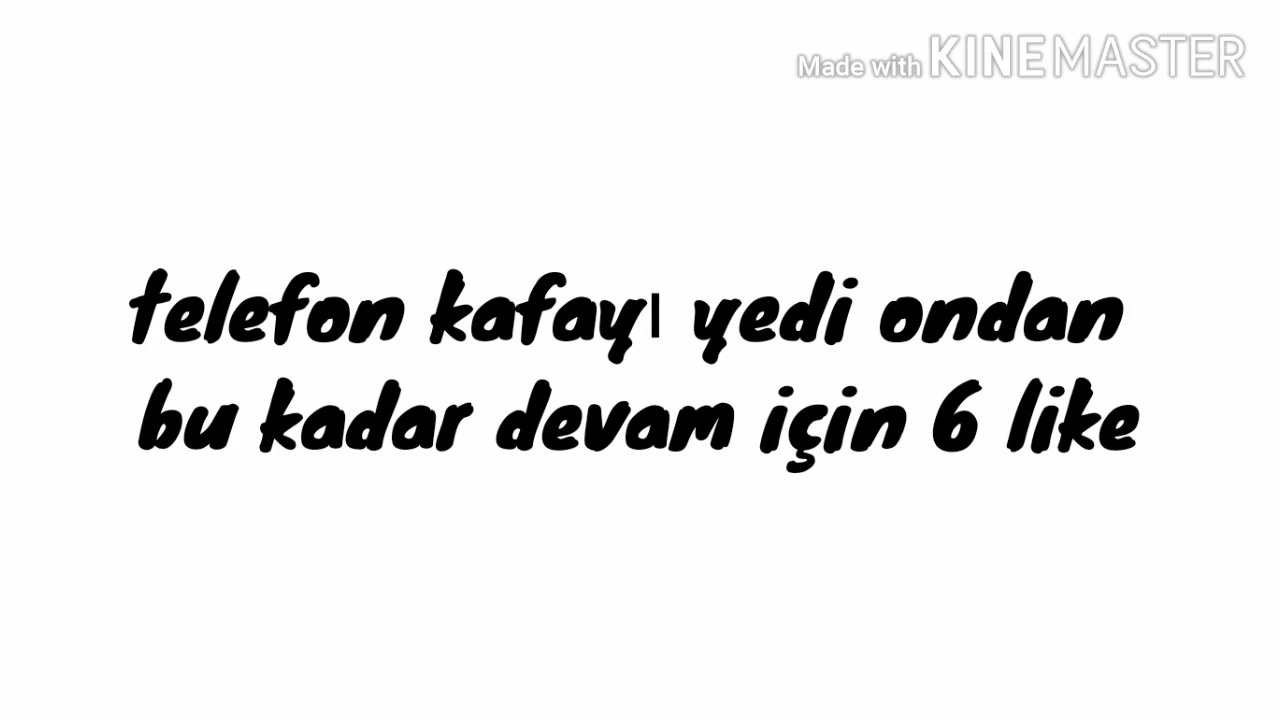 Made with KINEMASTER
telefon kafayı yedi ondan
bu kadar devam için 6 like